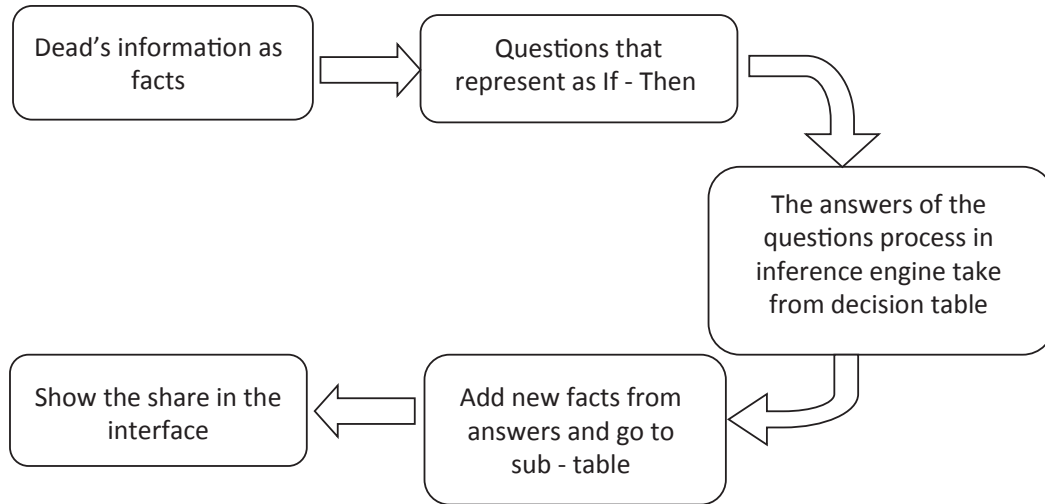 Dead’s information as
facts
Questions that
represent as If - Then
The answers of the
questions process in
inference engine take
from decision table
Add new facts from
answers and go to
sub - table
Show the share in the
interface